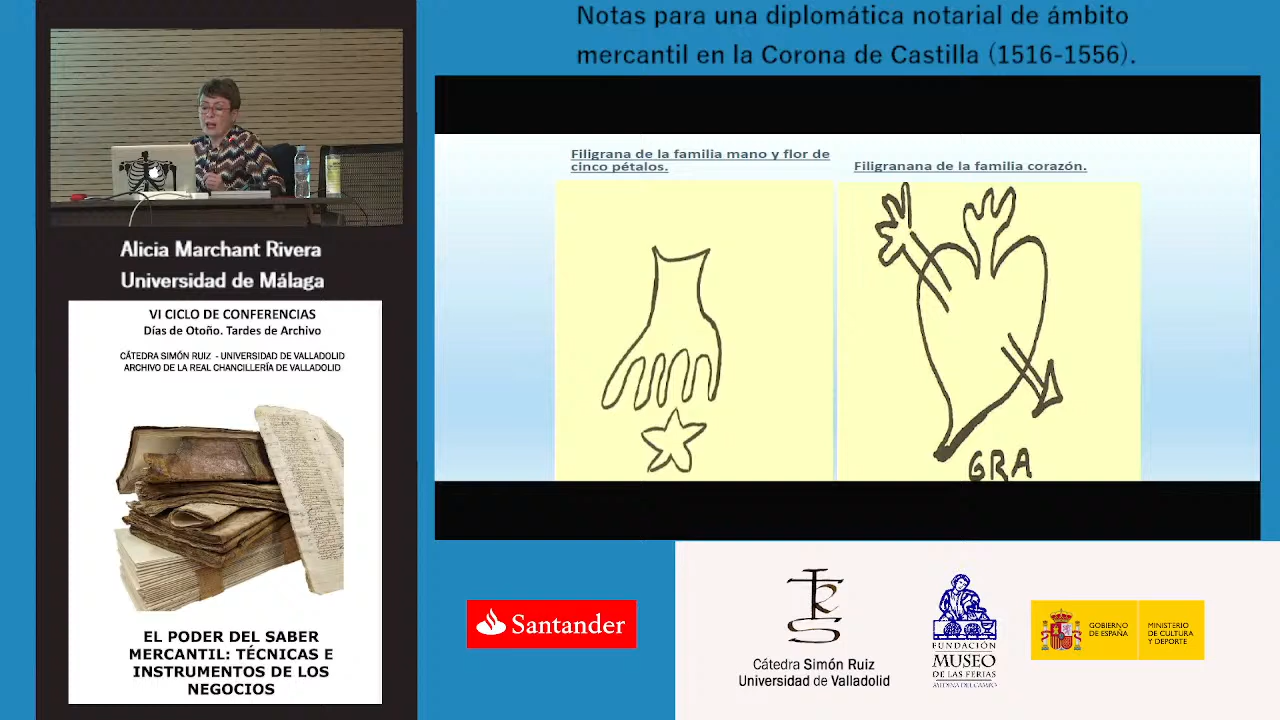 Notas para una diplomática notarial de ámbito
mercantil en la Corona de Castilla (1516-1556).
Filigrana de la familia mano y flor de
cinco pétalos.
Filigranana de la familia corazón.
GRA
Alicia Marchant Rivera
Universidad de Málaga
VI CICLO DE CONFERENCIAS
Días de Otoño. Tardes de Archivo
CÁTEDRA SIMÓN RUIZ - UNIVERSIDAD DE VALLADOLID
ARCHIVO DE LA REAL CHANCILLERÍA DE VALLADOLID
EL PODER DEL SABER
MERCANTIL: TÉCNICAS E
INSTRUMENTOS DE LOS
NEGOCIOS
Santander
Cátedra Simón Ruiz
Universidad de Valladolid
FUNDACIÓN
MUSEO
DE LAS FERIAS
MEDINA DEL CAMPO
GOBIERNO
DE ESPAÑA
MINISTERIO
DE CULTURA
Y DEPORTE